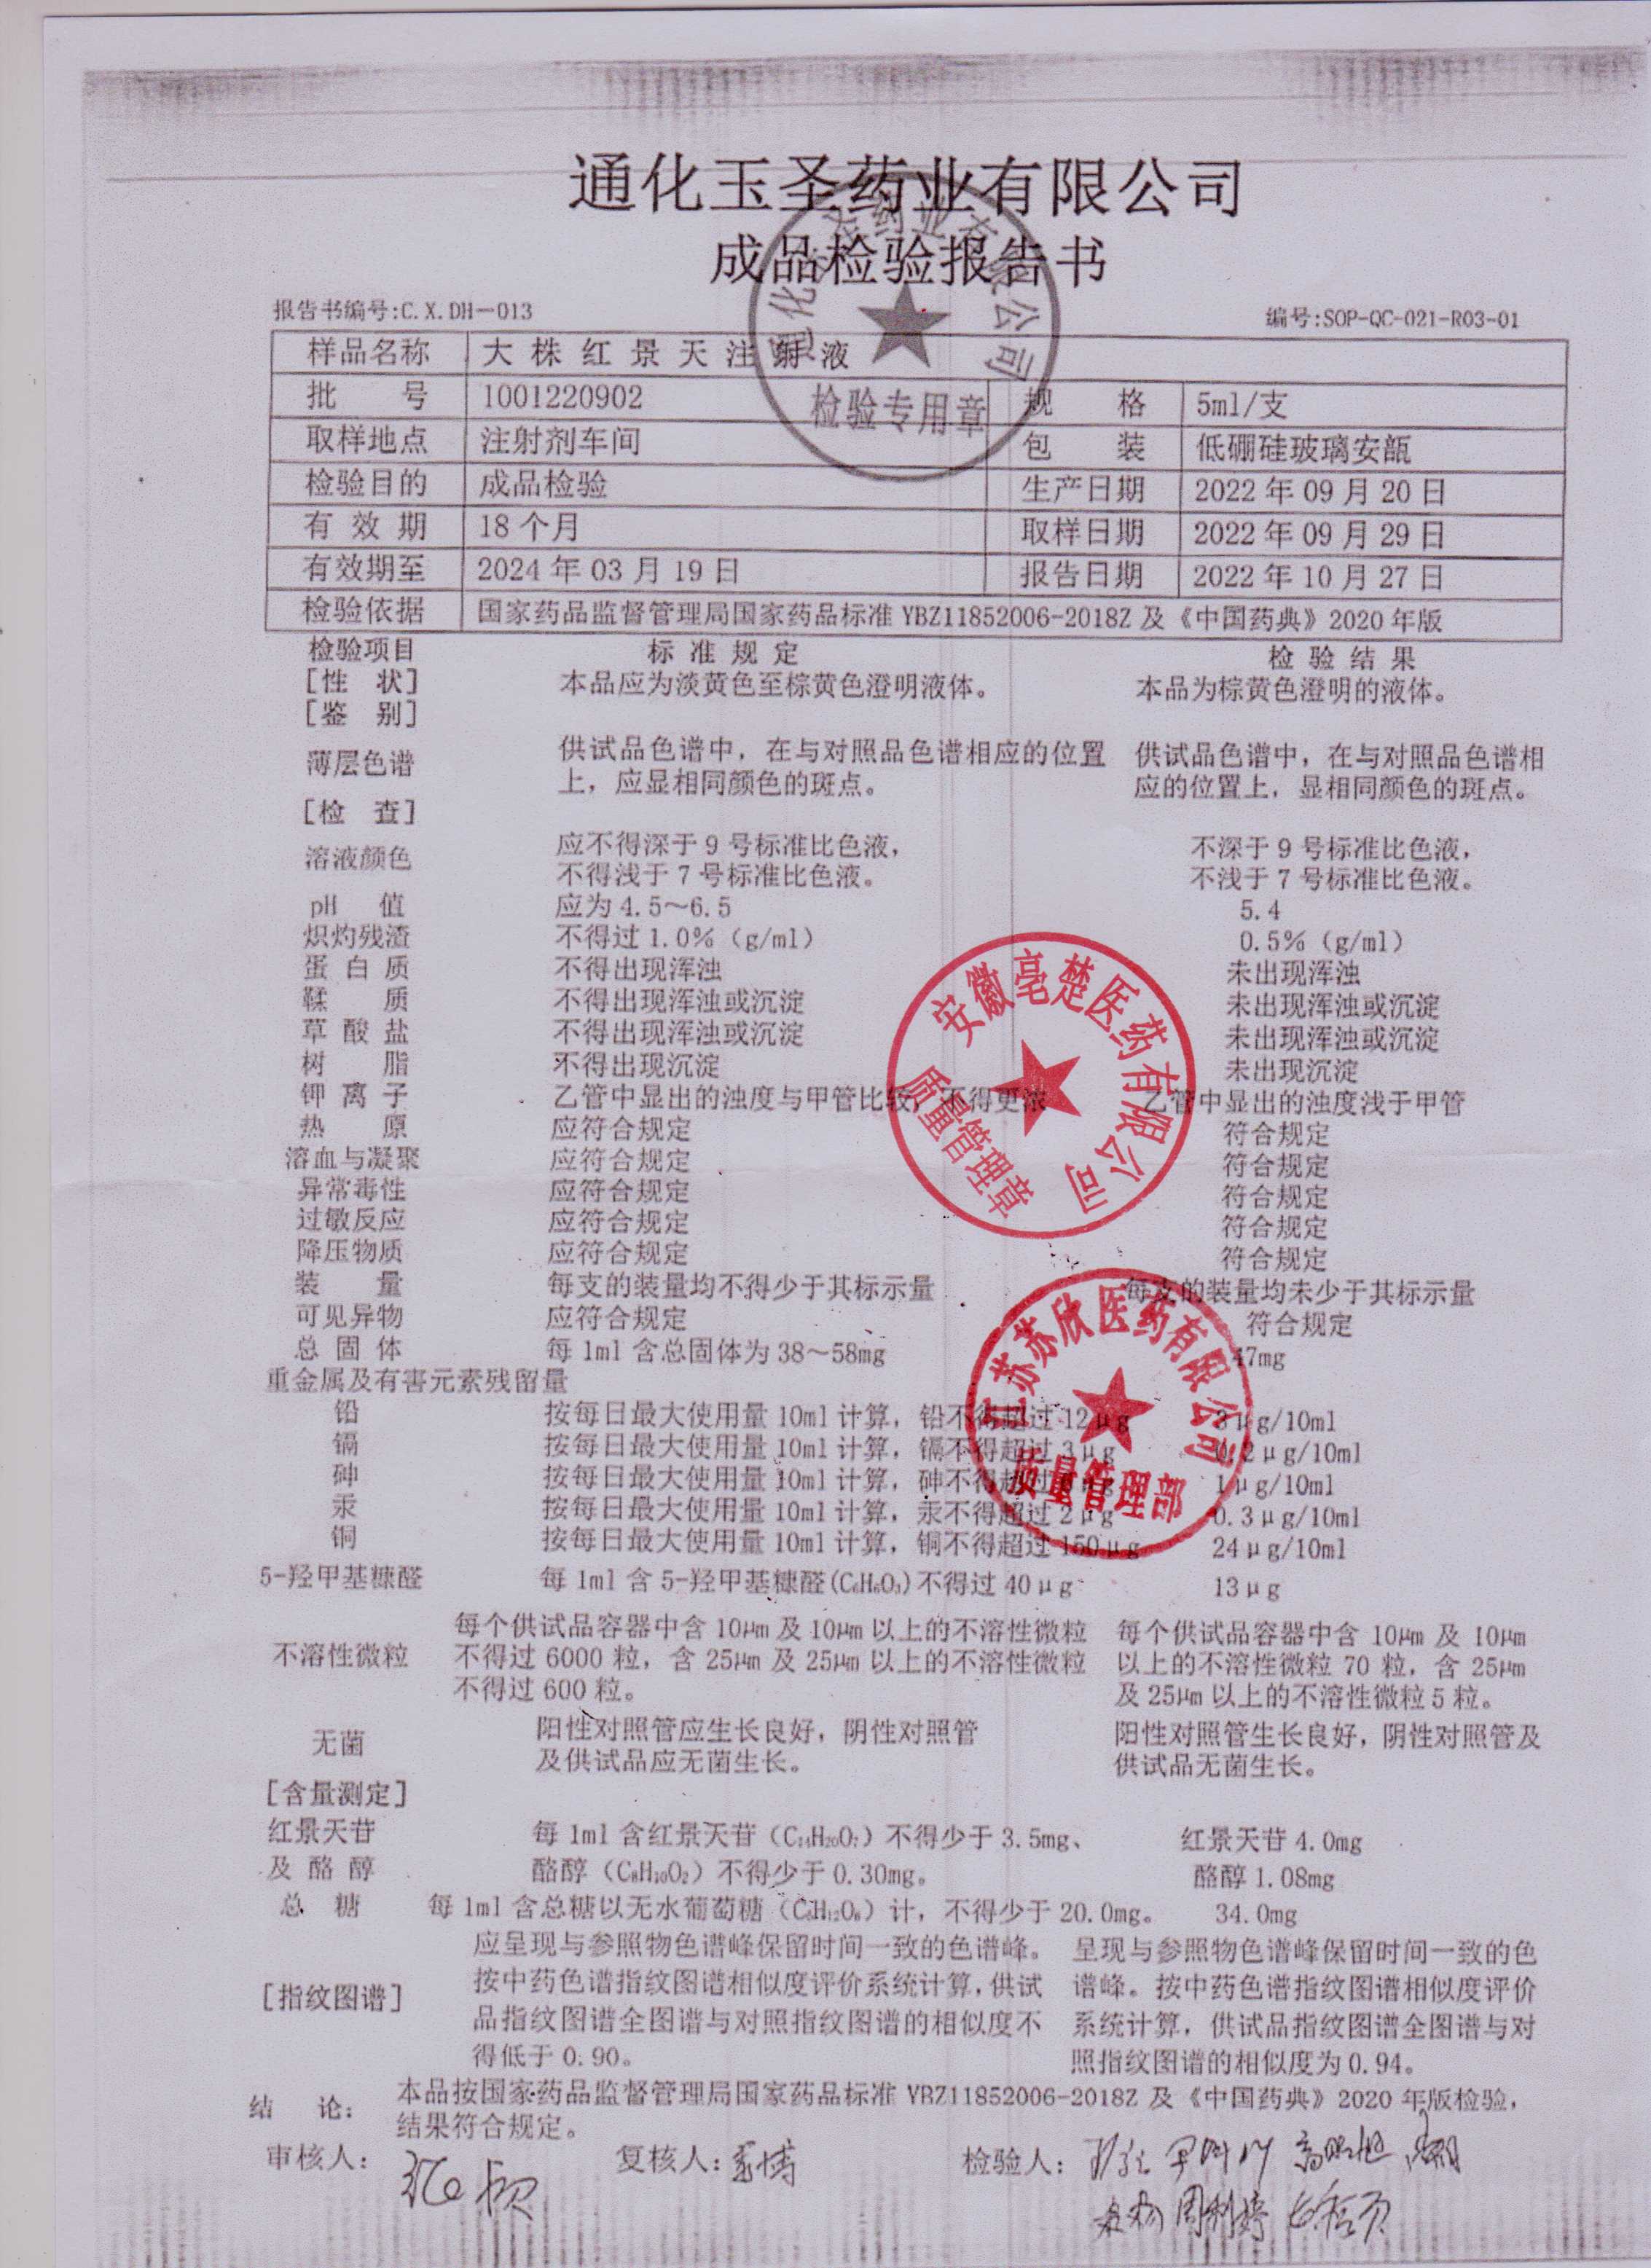 通化玉圣药业有限公司
成品检验报告书
报告书编号:C.X.DH-013 编号:SOP-QC-021-R03-01
样品名称 大株红景天注射液
批 号 1001220902 规 格 5ml/支
取样地点 注射剂车间 包 装 低硼硅玻璃安瓿
检验目的 成品检验 生产日期 2022年09月20日
有 效 期 18个月 取样日期 2022年09月29日
有效期至 2024年03月19日 报告日期 2022年10月27日
检验依据 国家药品监督管理局国家药品标准 YBZ11852006-2018Z 及《中国药典》2020年版
检验项目 标准规定 检验结果
[性 状] 本品应为淡黄色至棕黄色澄明液体。 本品为棕黄色澄明的液体。
[鉴 别]
薄层色谱 供试品色谱中，在与对照品色谱相应的位置 供试品色谱中，在与对照品色谱相
上，应显相同颜色的斑点。 应的位置上，显相同颜色的斑点。
[检 查]
溶液颜色 应不得深于9号标准比色液， 不深于9号标准比色液，
不得浅于7号标准比色液。 不浅于7号标准比色液。
pH 值 应为4.5～6.5 5.4
炽灼残渣 不得过1.0%（g/ml） 0.5%（g/ml）
蛋 白 质 不得出现浑浊 未出现浑浊
鞣 质 不得出现浑浊或沉淀 未出现浑浊或沉淀
草 酸 盐 不得出现浑浊或沉淀 未出现浑浊或沉淀
树 脂 不得出现沉淀 未出现沉淀
钾 离 子 乙管中显出的浊度与甲管比较，不得更浓 乙管中显出的浊度浅于甲管
热 原 应符合规定 符合规定
溶血与凝聚 应符合规定 符合规定
异常毒性 应符合规定 符合规定
过敏反应 应符合规定 符合规定
降压物质 应符合规定 符合规定
装 量 每支的装量均不得少于其标示量 每支的装量均未少于其标示量
可见异物 应符合规定 符合规定
总 固 体 每1ml含总固体为38～58mg 47mg
重金属及有害元素残留量
铅 按每日最大使用量10ml计算，铅不得超过12μg 3μg/10ml
镉 按每日最大使用量10ml计算，镉不得超过3μg 0.2μg/10ml
砷 按每日最大使用量10ml计算，砷不得超过 μg 1μg/10ml
汞 按每日最大使用量10ml计算，汞不得超过2μg 0.3μg/10ml
铜 按每日最大使用量10ml计算，铜不得超过150μg 24μg/10ml
5-羟甲基糠醛 每1ml含5-羟甲基糠醛(C₆H₆O₃)不得过40μg 13μg
每个供试品容器中含10μm及10μm以上的不溶性微粒 每个供试品容器中含10μm及10μm
不溶性微粒 不得过6000粒，含25μm及25μm以上的不溶性微粒 以上的不溶性微粒70粒，含25μm
不得过600粒。 及25μm以上的不溶性微粒5粒。
无菌 阳性对照管应生长良好，阴性对照管 阳性对照管生长良好，阴性对照管及
及供试品应无菌生长。 供试品无菌生长。
[含量测定]
红景天苷 每1ml含红景天苷（C₁₄H₂₀O₇）不得少于3.5mg、 红景天苷4.0mg
及 酪 醇 酪醇（C₈H₁₀O₂）不得少于0.30mg。 酪醇1.08mg
总 糖 每1ml含总糖以无水葡萄糖（C₆H₁₂O₆）计，不得少于20.0mg。 34.0mg
应呈现与参照物色谱峰保留时间一致的色谱峰。 呈现与参照物色谱峰保留时间一致的色
[指纹图谱] 按中药色谱指纹图谱相似度评价系统计算，供试 谱峰。按中药色谱指纹图谱相似度评价
品指纹图谱全图谱与对照指纹图谱的相似度不 系统计算，供试品指纹图谱全图谱与对
得低于0.90。 照指纹图谱的相似度为0.94。
结 论： 本品按国家药品监督管理局国家药品标准 YBZ11852006-2018Z 及《中国药典》2020年版检验，
结果符合规定。
审核人： 复核人： 检验人：
检验专用章
安徽亳楚医药有限公司
质量管理章
江苏苏欣医药有限公司
质量管理部